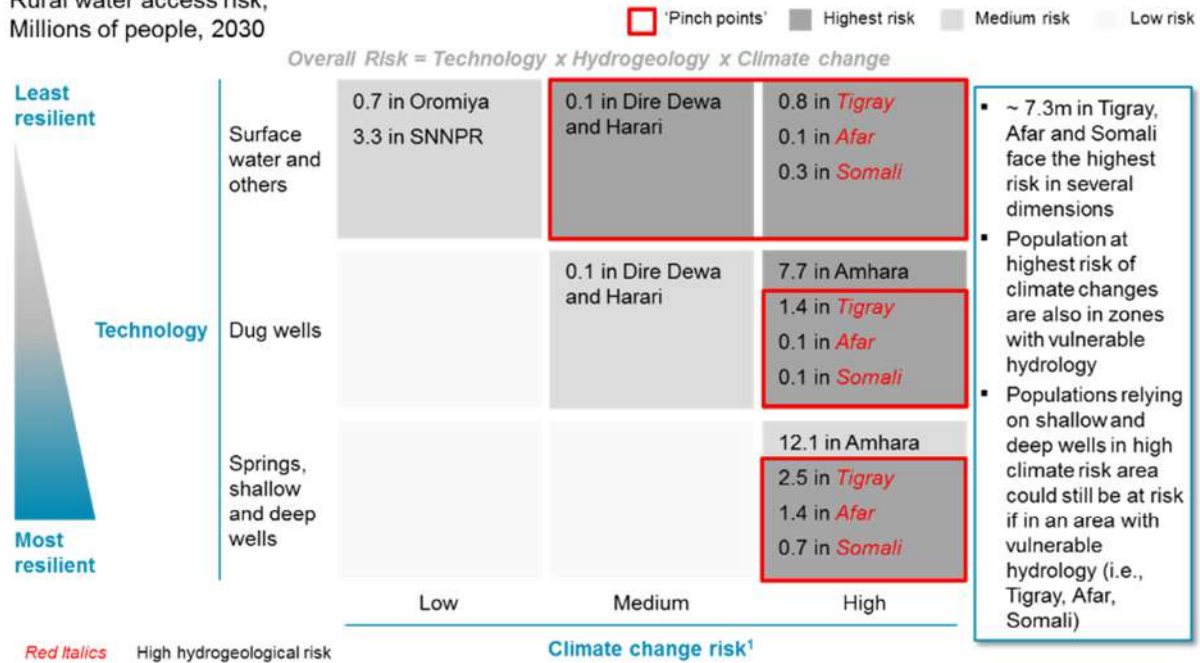 Rural water access risk,
Millions of people, 2030
'Pinch points' Highest risk Medium risk Low risk
Overall Risk = Technology x Hydrogeology x Climate change
Least
resilient
Technology
Most
resilient
Surface
water and
others
0.7 in Oromiya
3.3 in SNNPR
0.1 in Dire Dewa
and Harari
0.8 in Tigray
0.1 in Afar
0.3 in Somali
Dug wells
0.1 in Dire Dewa
and Harari
7.7 in Amhara
1.4 in Tigray
0.1 in Afar
0.1 in Somali
Springs,
shallow
and deep
wells
12.1 in Amhara
2.5 in Tigray
1.4 in Afar
0.7 in Somali
Low Medium High
Climate change risk¹
▪ ~ 7.3m in Tigray,
Afar and Somali
face the highest
risk in several
dimensions
▪ Population at
highest risk of
climate changes
are also in zones
with vulnerable
hydrology
▪ Populations relying
on shallow and
deep wells in high
climate risk area
could still be at risk
if in an area with
vulnerable
hydrology (i.e.,
Tigray, Afar,
Somali)
Red Italics High hydrogeological risk